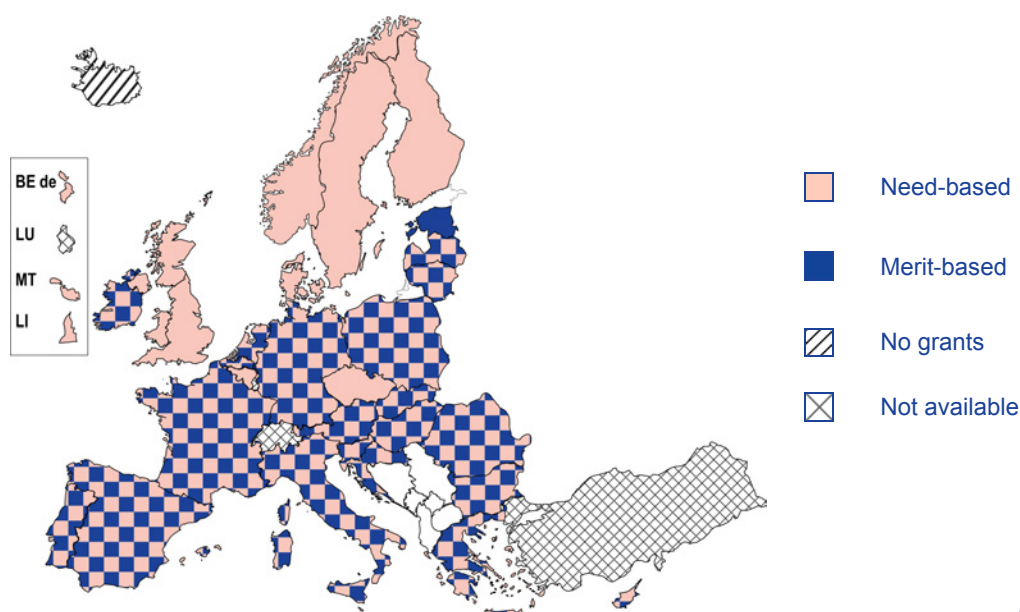 BE de
LU
MT
LI
Need-based
Merit-based
No grants
Not available